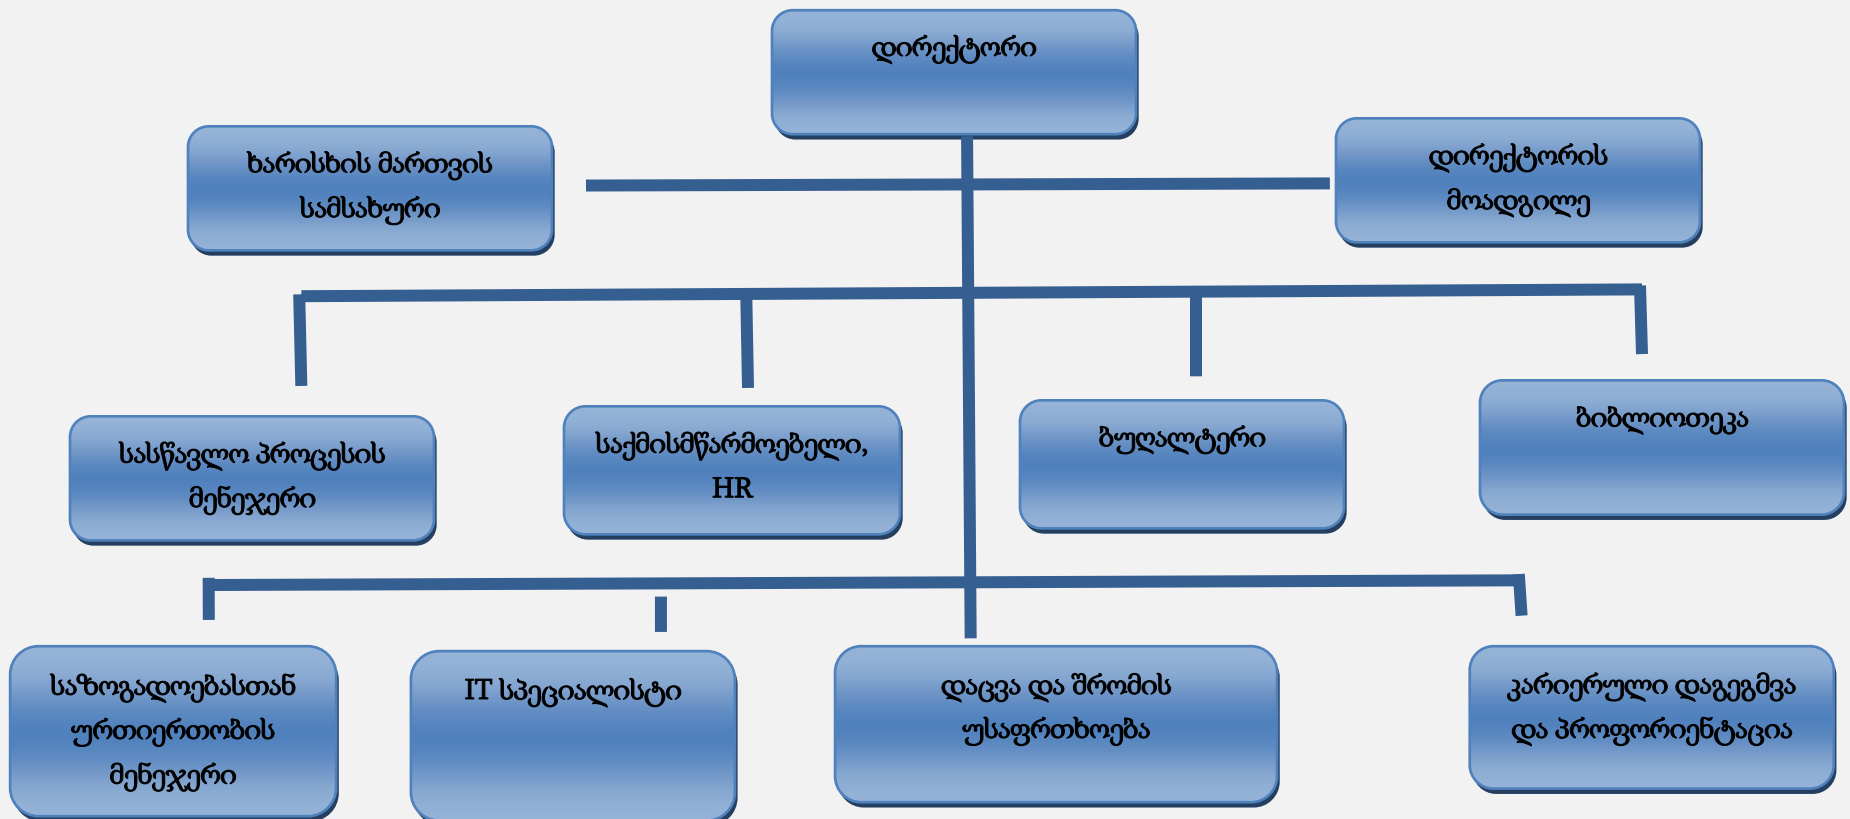 დირექტორი
ხარისხის მართვის
სამსახური
დირექტორის
მოადგილე
სასწავლო პროცესის
მენეჯერი
საქმისმწარმოებელი,
HR
ბუღალტერი
ბიბლიოთეკა
საზოგადოებასთან
ურთიერთობის
მენეჯერი
IT სპეციალისტი
დაცვა და შრომის
უსაფრთხოება
კარიერული დაგეგმვა
და პროფორიენტაცია